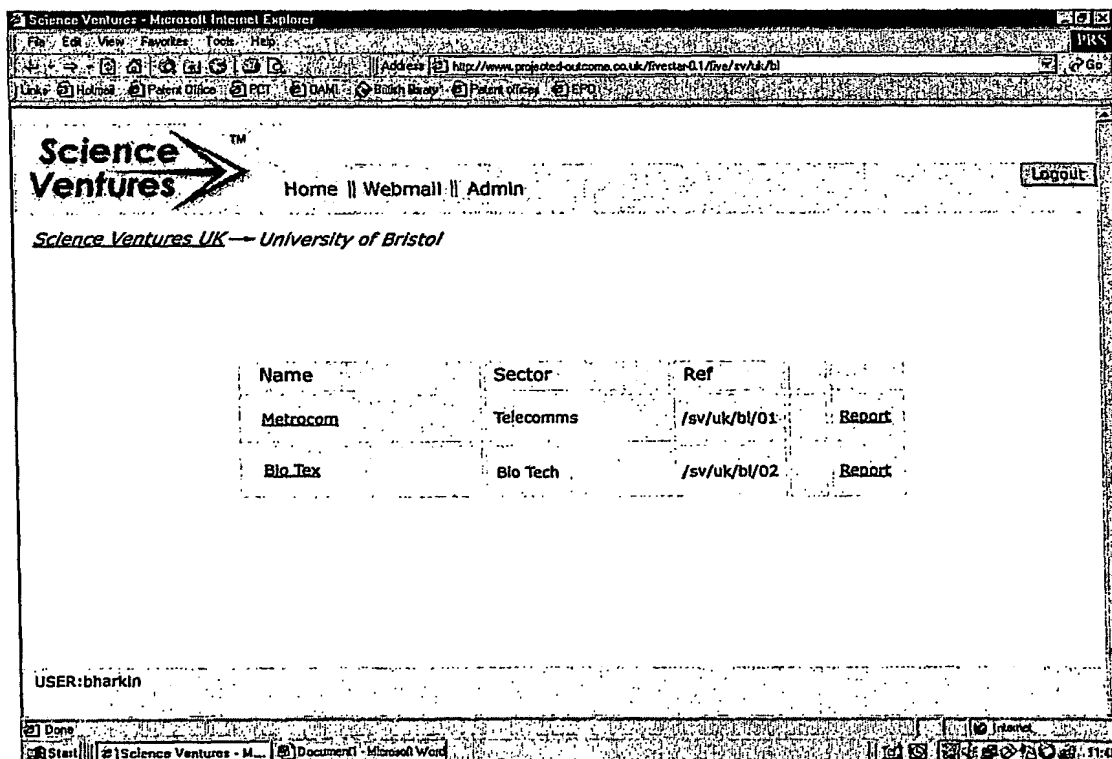 Science Ventures - Microsoft Internet Explorer
File Edit View Favorites Tools Help
PRS
Address http://www.projected-outcome.co.uk/fivestar-0.1/five/sv/uk/bl
Go
Links Hotmail Patent Office PCT OAMI British library Patent offices EPO
Science Ventures TM
Home || Webmail || Admin
Logout
Science Ventures UK → University of Bristol
Name Sector Ref
Metrocom Telecomms /sv/uk/bl/01 Report
Bio Tex Bio Tech /sv/uk/bl/02 Report
USER:bharkin
Done Internet
Start Science Ventures - M... Document1 - Microsoft Word